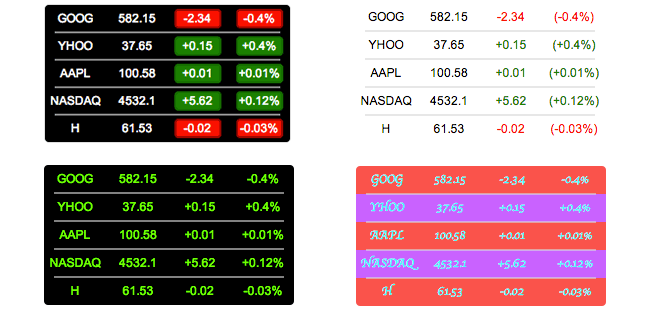 GOOG 582.15 -2.34 -0.4%
YHOO 37.65 +0.15 +0.4%
AAPL 100.58 +0.01 +0.01%
NASDAQ 4532.1 +5.62 +0.12%
H 61.53 -0.02 -0.03%
GOOG 582.15 -2.34 (-0.4%)
YHOO 37.65 +0.15 (+0.4%)
AAPL 100.58 +0.01 (+0.01%)
NASDAQ 4532.1 +5.62 (+0.12%)
H 61.53 -0.02 (-0.03%)
GOOG 582.15 -2.34 -0.4%
YHOO 37.65 +0.15 +0.4%
AAPL 100.58 +0.01 +0.01%
NASDAQ 4532.1 +5.62 +0.12%
H 61.53 -0.02 -0.03%
GOOG 582.15 -2.34 -0.4%
YHOO 37.65 +0.15 +0.4%
AAPL 100.58 +0.01 +0.01%
NASDAQ 4532.1 +5.62 +0.12%
H 61.53 -0.02 -0.03%